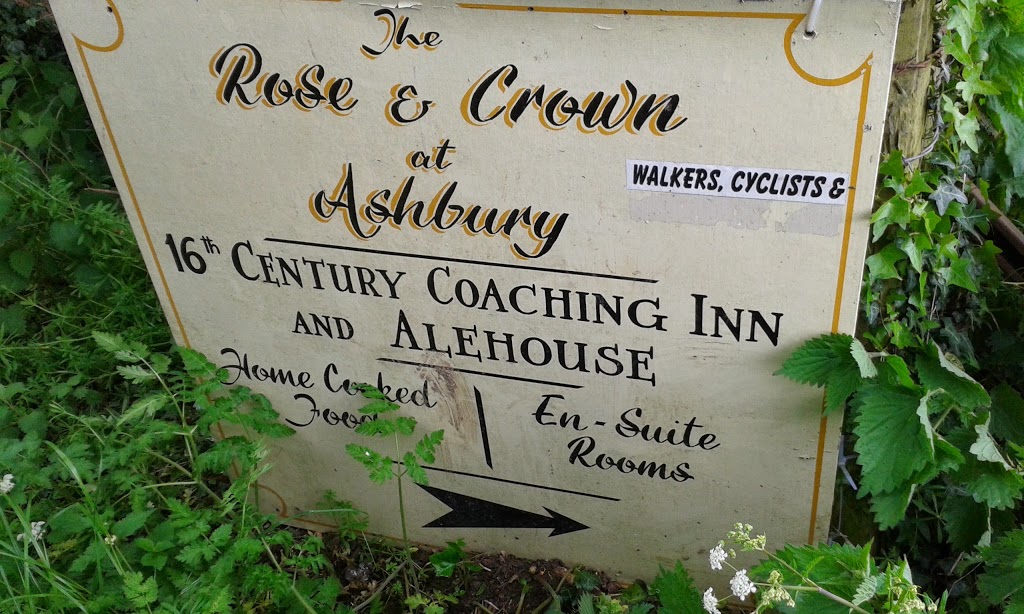 The
Rose & Crown
at
Ashbury
WALKERS, CYCLISTS &
16th CENTURY COACHING INN
AND ALEHOUSE
Home Cooked
Food
En-Suite
Rooms